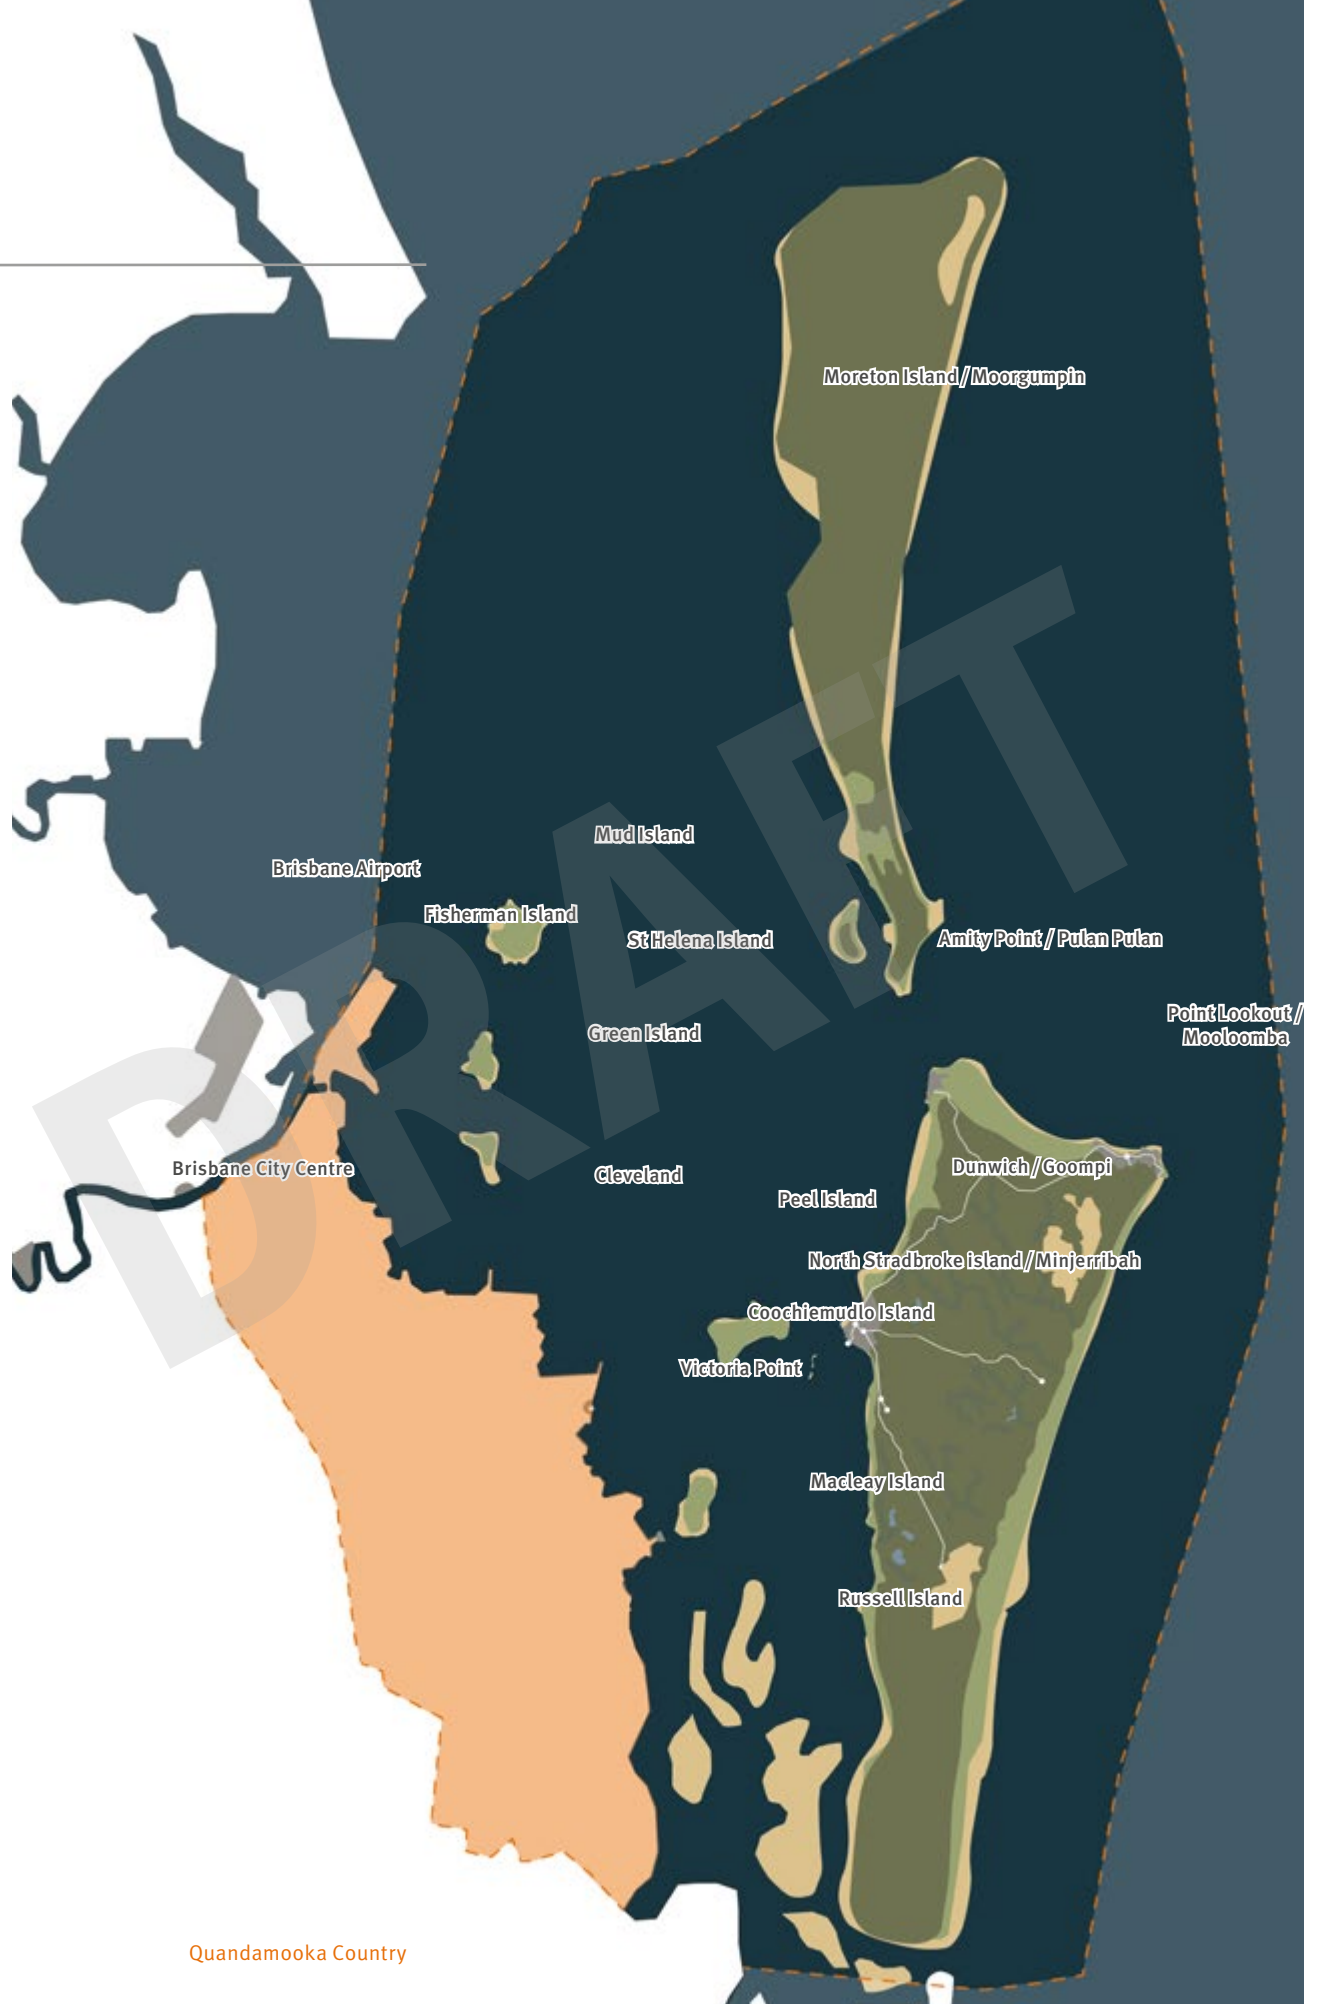 Moreton Island / Moorgumpin
Mud Island
Brisbane Airport
Fisherman Island
St Helena Island
Amity Point / Pulan Pulan
Point Lookout /
Mooloomba
Green Island
Brisbane City Centre
Cleveland
Dunwich / Goompi
Peel Island
North Stradbroke island / Minjerribah
Coochiemudlo Island
Victoria Point
Macleay Island
Russell Island
Quandamooka Country
DRAFT